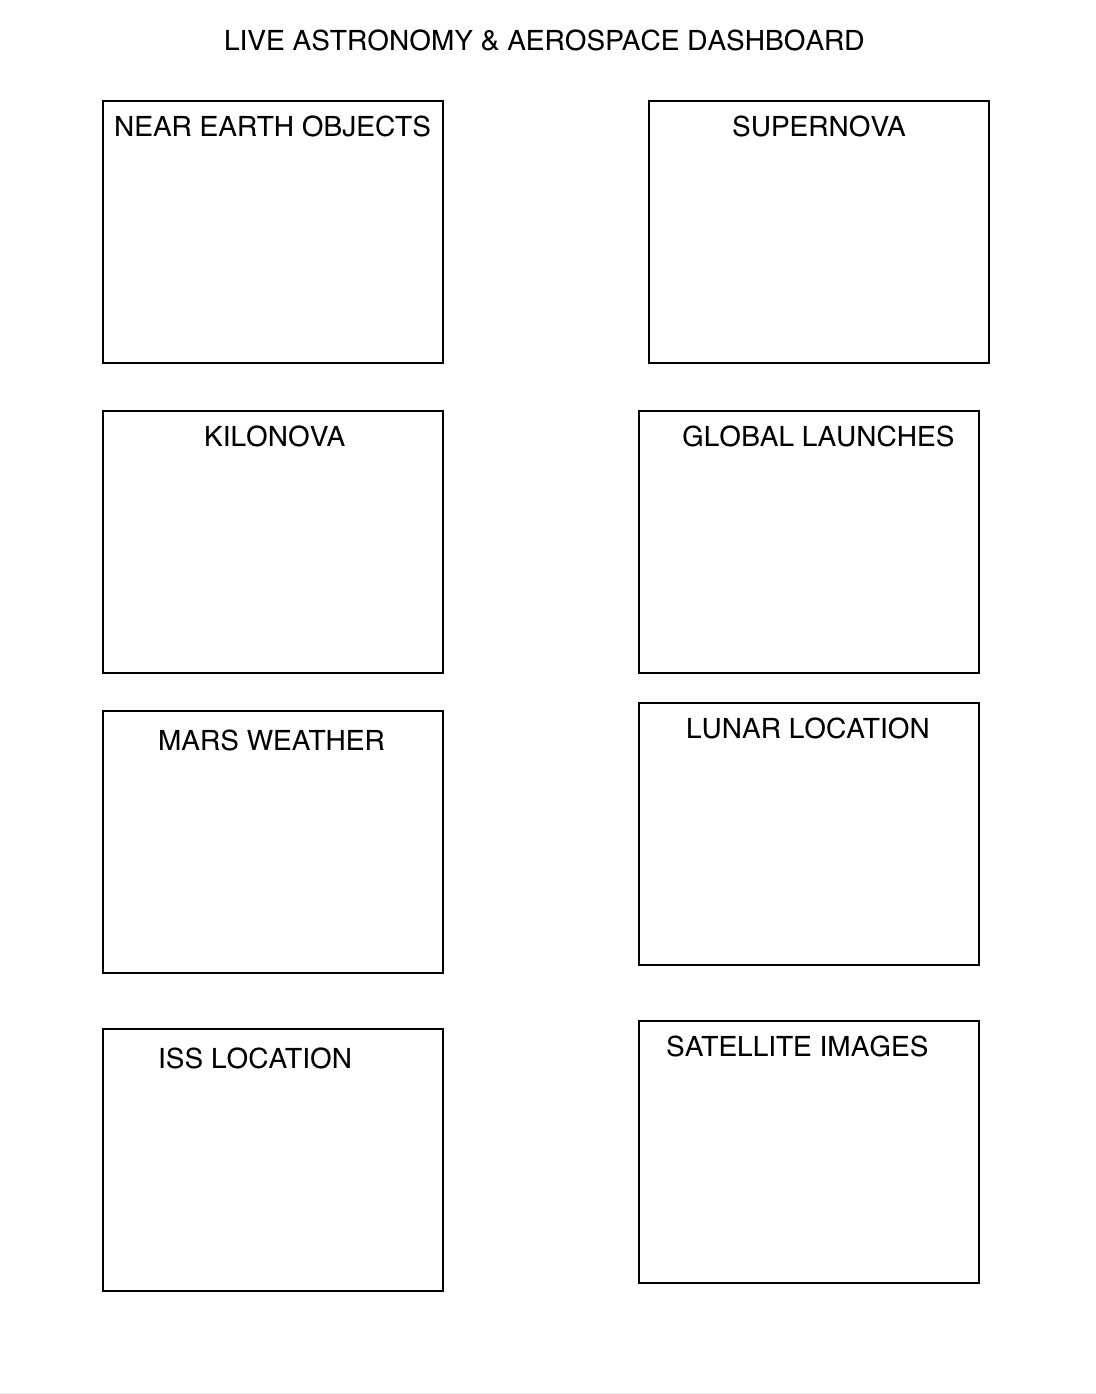 LIVE ASTRONOMY & AEROSPACE DASHBOARD
NEAR EARTH OBJECTS
SUPERNOVA
KILONOVA
GLOBAL LAUNCHES
MARS WEATHER
LUNAR LOCATION
ISS LOCATION
SATELLITE IMAGES